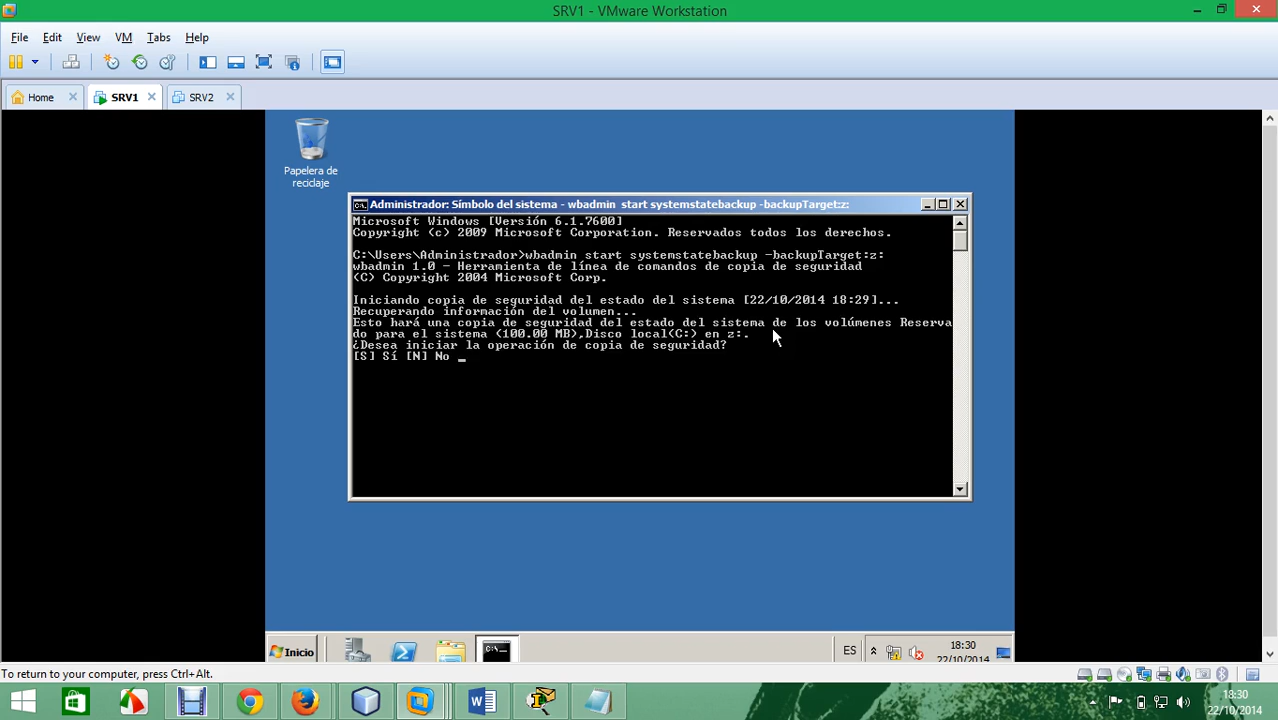 SRV1 - VMware Workstation
File Edit View VM Tabs Help
Home SRV1 SRV2
Papelera de
reciclaje
Administrador: Símbolo del sistema - wbadmin start systemstatebackup -backupTarget:z:
Microsoft Windows [Versión 6.1.7600]
Copyright (c) 2009 Microsoft Corporation. Reservados todos los derechos.
C:\Users\Administrador>wbadmin start systemstatebackup -backupTarget:z:
wbadmin 1.0 - Herramienta de línea de comandos de copia de seguridad
(C) Copyright 2004 Microsoft Corp.
Iniciando copia de seguridad del estado del sistema [22/10/2014 18:29]...
Recuperando información del volumen...
Esto hará una copia de seguridad del estado del sistema de los volúmenes Reserva
do para el sistema (100.00 MB),Disco local(C:) en z:.
¿Desea iniciar la operación de copia de seguridad?
[S] Sí [N] No _
Inicio
ES
18:30
22/10/2014
To return to your computer, press Ctrl+Alt.
18:30
22/10/2014